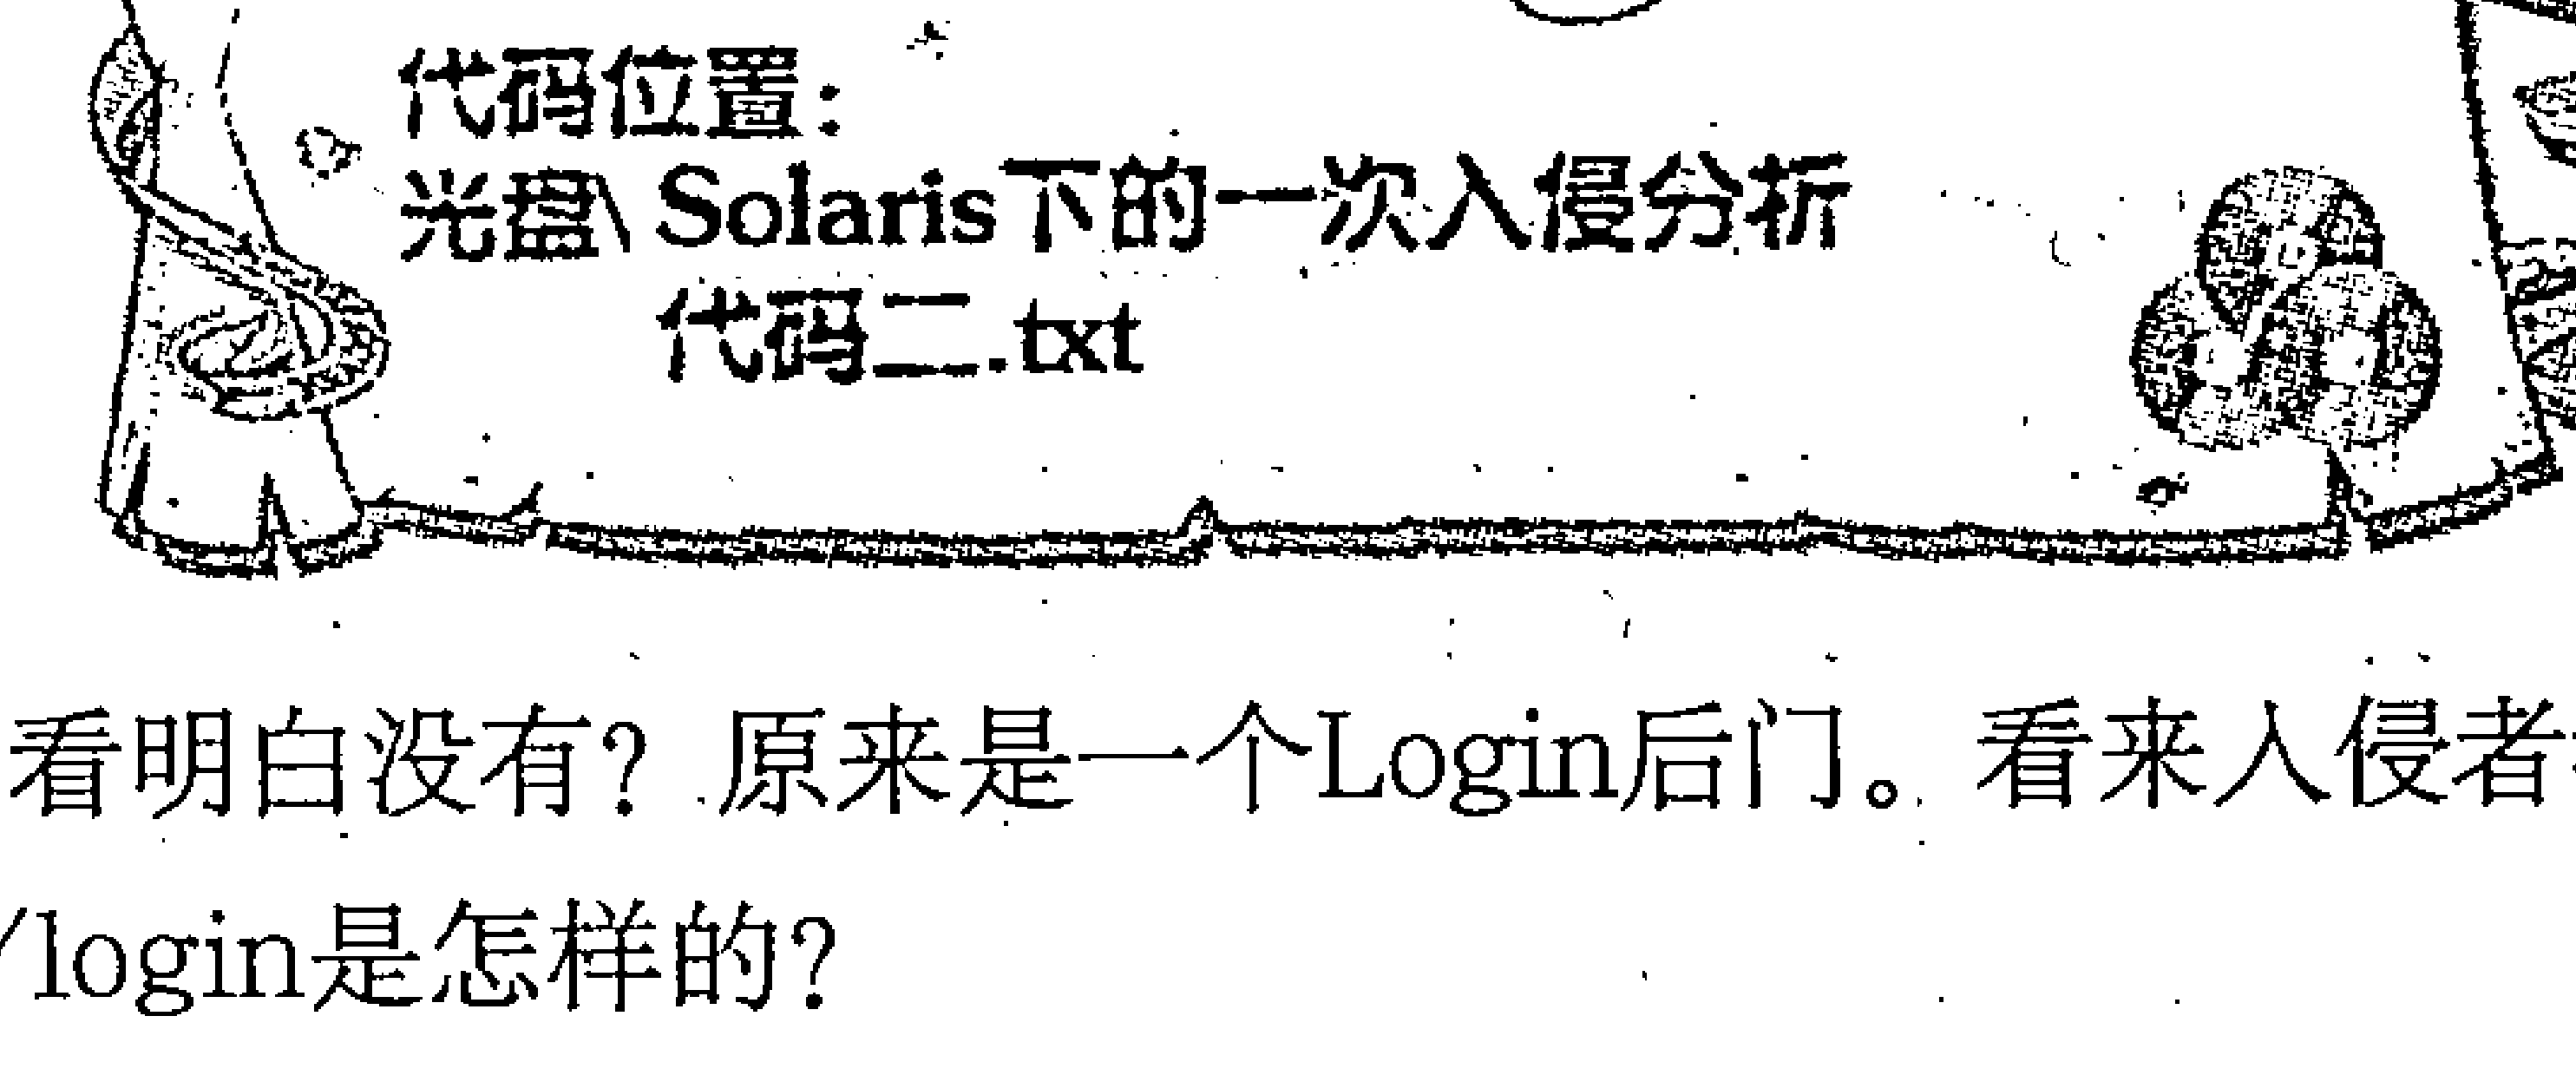 代码位置：
光盘\ Solaris下的一次入侵分析
代码二.txt
看明白没有？原来是一个Login后门。看来入侵者
/login是怎样的？